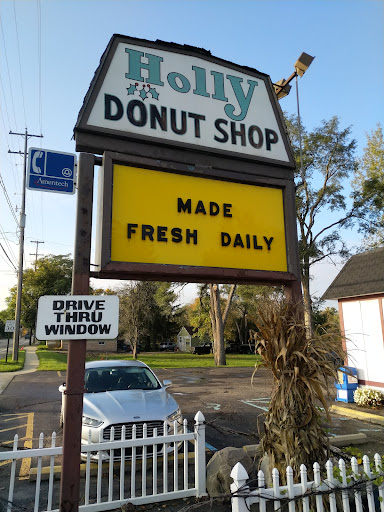 Holly
DONUT SHOP
MADE
FRESH DAILY
Ameritech
DRIVE THRU
WINDOW